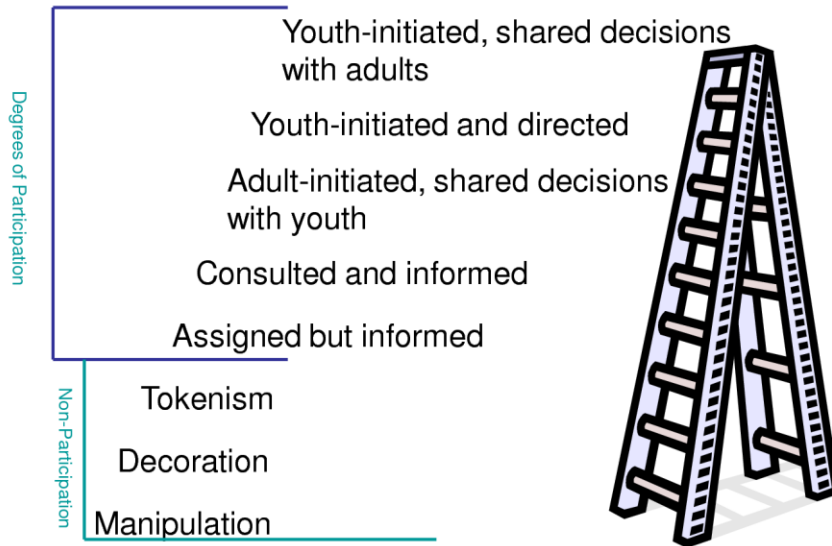 Youth-initiated, shared decisions
with adults
Youth-initiated and directed
Adult-initiated, shared decisions
with youth
Consulted and informed
Assigned but informed
Degrees of Participation
Tokenism
Decoration
Manipulation
Non-Participation